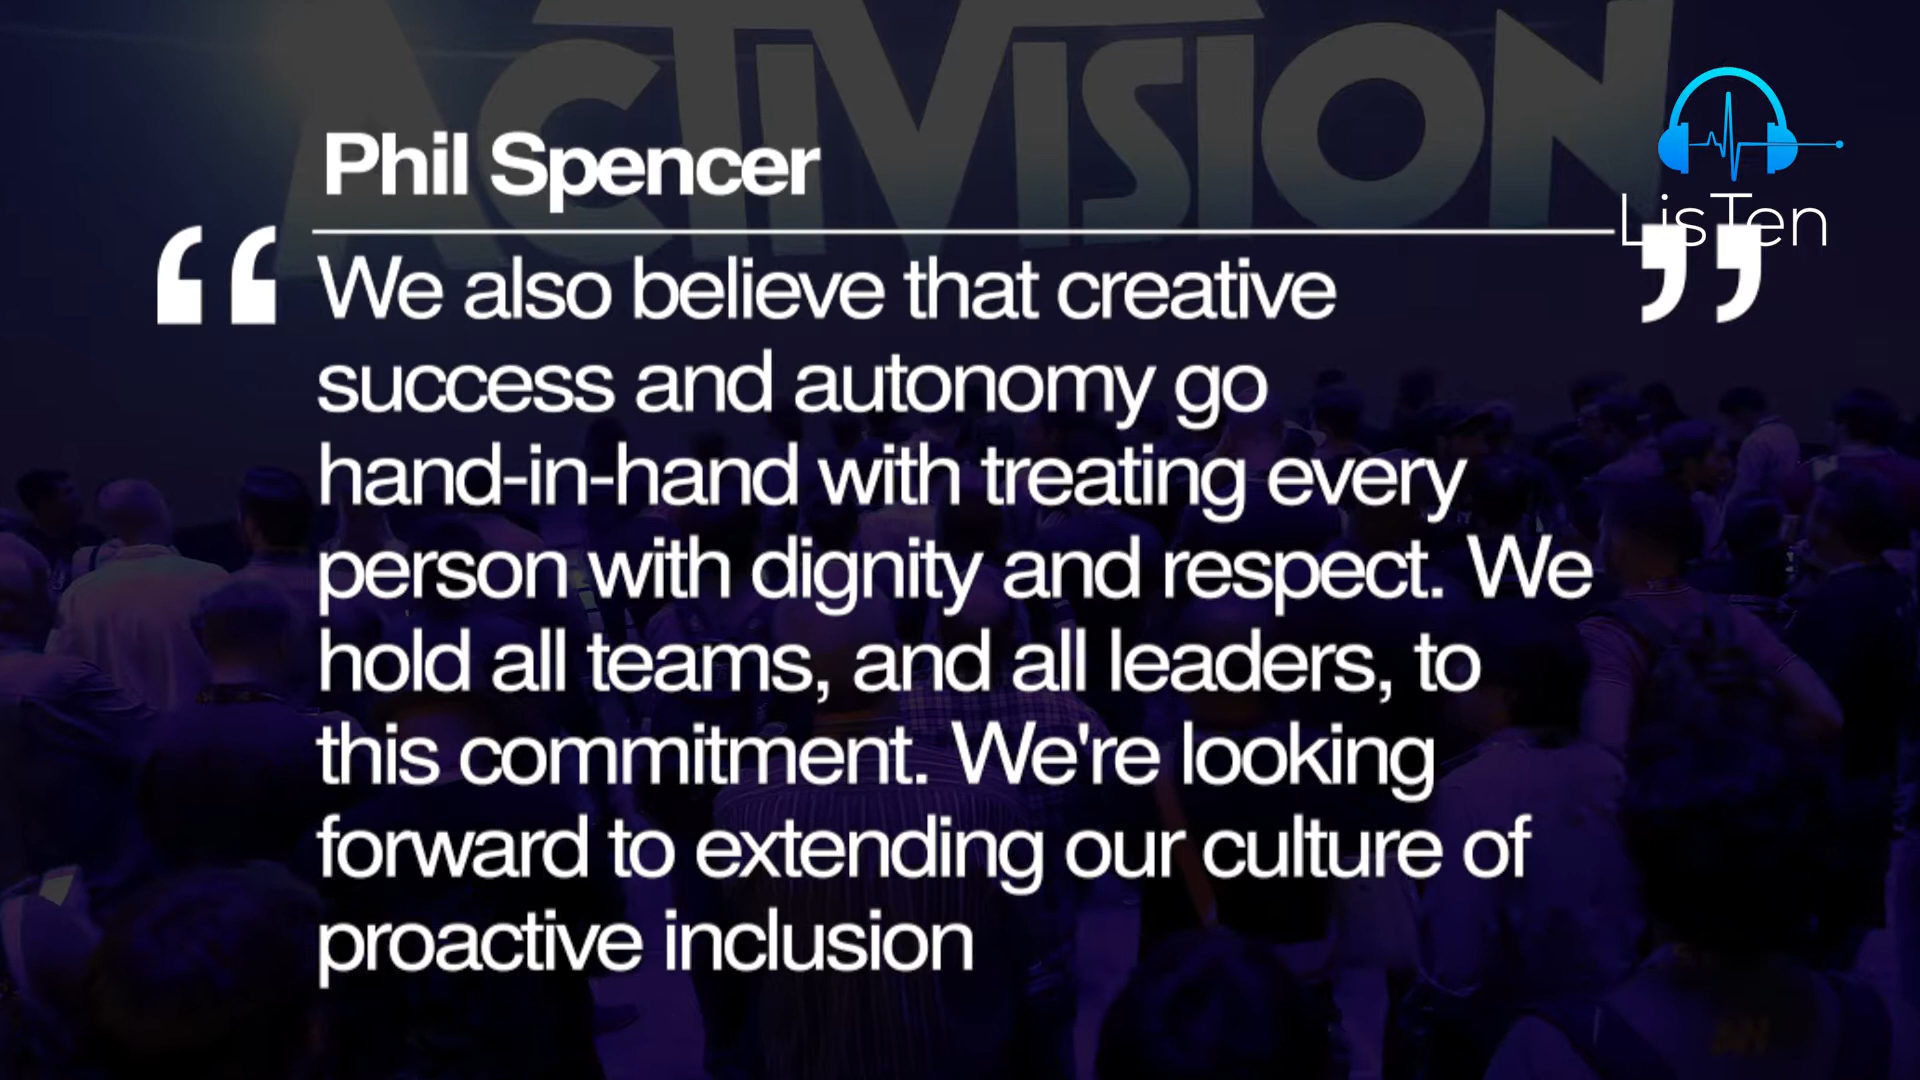 ACTIVISION
Phil Spencer
LisTen
“ ”
We also believe that creative
success and autonomy go
hand-in-hand with treating every
person with dignity and respect. We
hold all teams, and all leaders, to
this commitment. We're looking
forward to extending our culture of
proactive inclusion